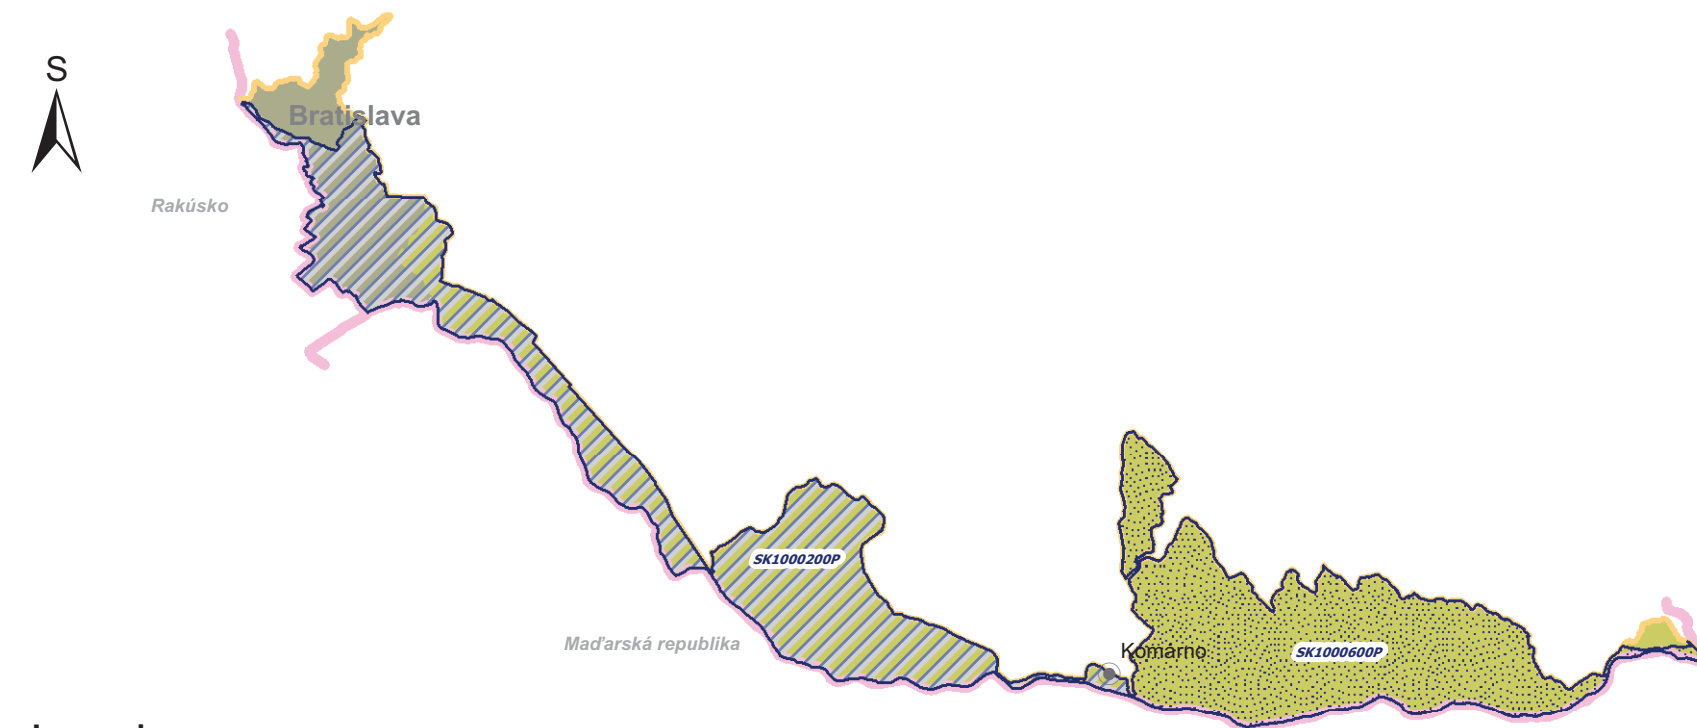 S
Bratislava
Rakúsko
SK1000200P
Maďarská republika
Komárno
SK1000600P